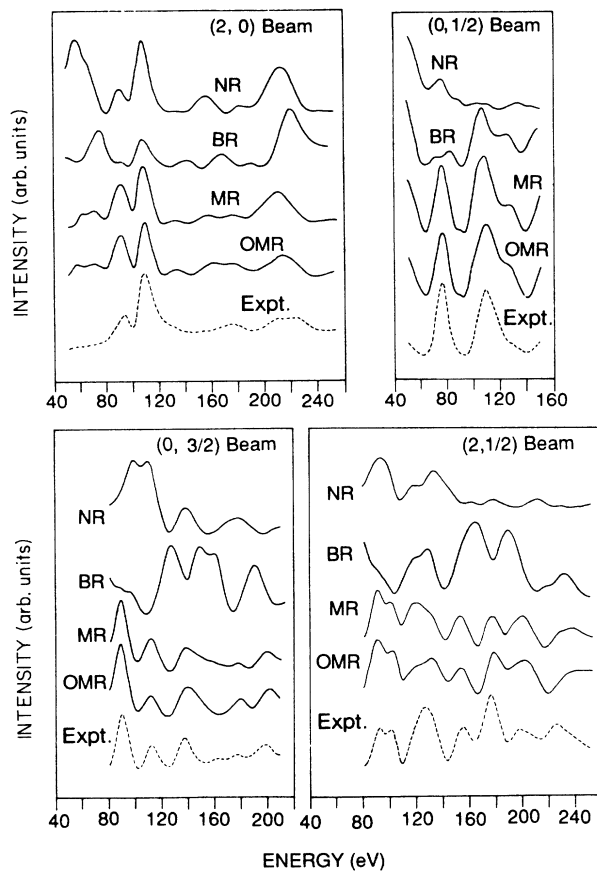 (2, 0) Beam
NR
BR
MR
OMR
Expt.
INTENSITY (arb. units)
40 80 120 160 200 240
(0,1/2) Beam
NR
BR
MR
OMR
Expt.
40 80 120 160
(0, 3/2) Beam
NR
BR
MR
OMR
Expt.
INTENSITY (arb. units)
40 80 120 160 200
(2,1/2) Beam
NR
BR
MR
OMR
Expt.
40 80 120 160 200 240
ENERGY (eV)